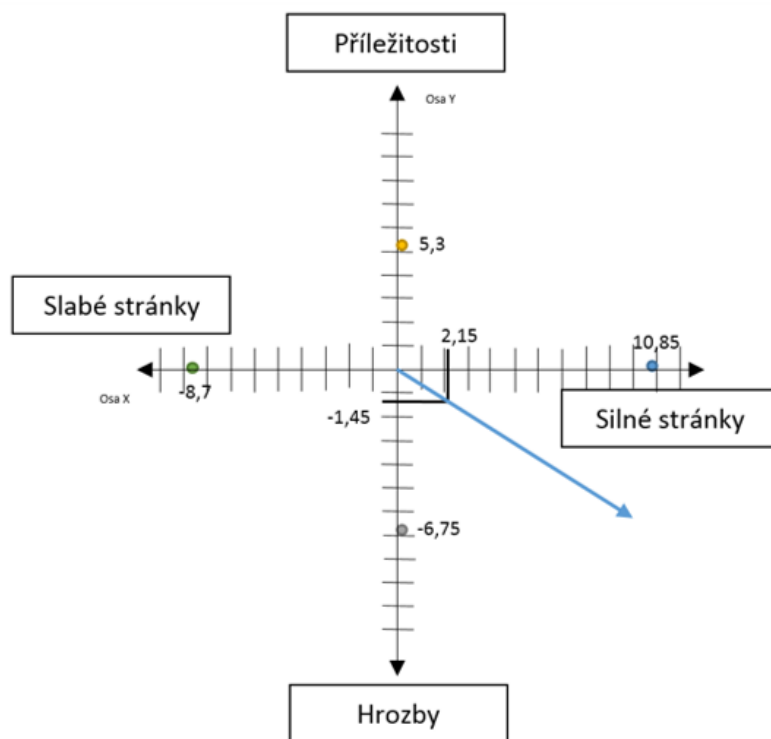 Příležitosti
Osa Y
5,3
Slabé stránky
2,15
10,85
-8,7
Osa X
-1,45
Silné stránky
-6,75
Hrozby